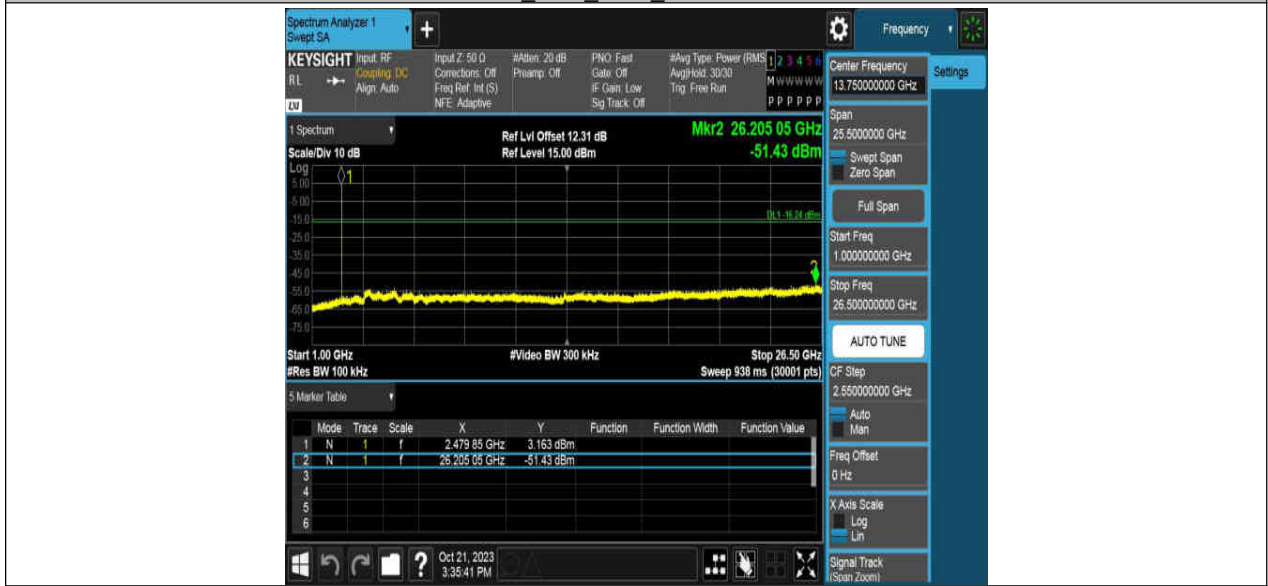 Spectrum Analyzer 1
Swept SA
+
Frequency
KEYSIGHT
RL
LXI
Input: RF
Coupling: DC
Align: Auto
Input Z: 50 Ω
Corrections: Off
Freq Ref: Int (S)
NFE: Adaptive
#Atten: 20 dB
Preamp: Off
PNO: Fast
Gate: Off
IF Gain: Low
Sig Track: Off
#Avg Type: Power (RMS
Avg|Hold: 30/30
Trig: Free Run
1 2 3 4 5 6
M W W W W W
P P P P P P
Center Frequency
13.750000000 GHz
Settings
1 Spectrum
Scale/Div 10 dB
Ref Lvl Offset 12.31 dB
Ref Level 15.00 dBm
Mkr2 26.205 05 GHz
-51.43 dBm
Log
5.00
-5.00
-15.0
-25.0
-35.0
-45.0
-55.0
-65.0
-75.0
1
DL1 -16.24 dBm
2
Start 1.00 GHz
#Res BW 100 kHz
#Video BW 300 kHz
Stop 26.50 GHz
Sweep 938 ms (30001 pts)
Span
25.5000000 GHz
Swept Span
Zero Span
Full Span
Start Freq
1.000000000 GHz
Stop Freq
26.500000000 GHz
AUTO TUNE
CF Step
2.550000000 GHz
Auto
Man
Freq Offset
0 Hz
X Axis Scale
Log
Lin
Signal Track
(Span Zoom)
5 Marker Table
Mode Trace Scale X Y Function Function Width Function Value
1 N 1 f 2.479 85 GHz 3.163 dBm
2 N 1 f 26.205 05 GHz -51.43 dBm
3
4
5
6
?
Oct 21, 2023
3:35:41 PM